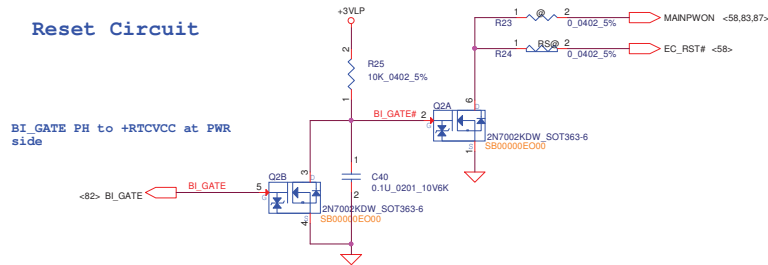 Reset Circuit
+3VLP
R23
1
@
2
0_0402_5%
MAINPWON <58,83,87>
R24
1
RS@
2
0_0402_5%
EC_RST# <58>
2
R25
10K_0402_5%
1
BI_GATE PH to +RTCVCC at PWR
side
BI_GATE#
2
Q2A
6
D
G
S
1
2N7002KDW_SOT363-6
SB00000EO00
1
C40
0.1U_0201_10V6K
2
<82> BI_GATE
BI_GATE
5
Q2B
3
D
G
S
4
2N7002KDW_SOT363-6
SB00000EO00